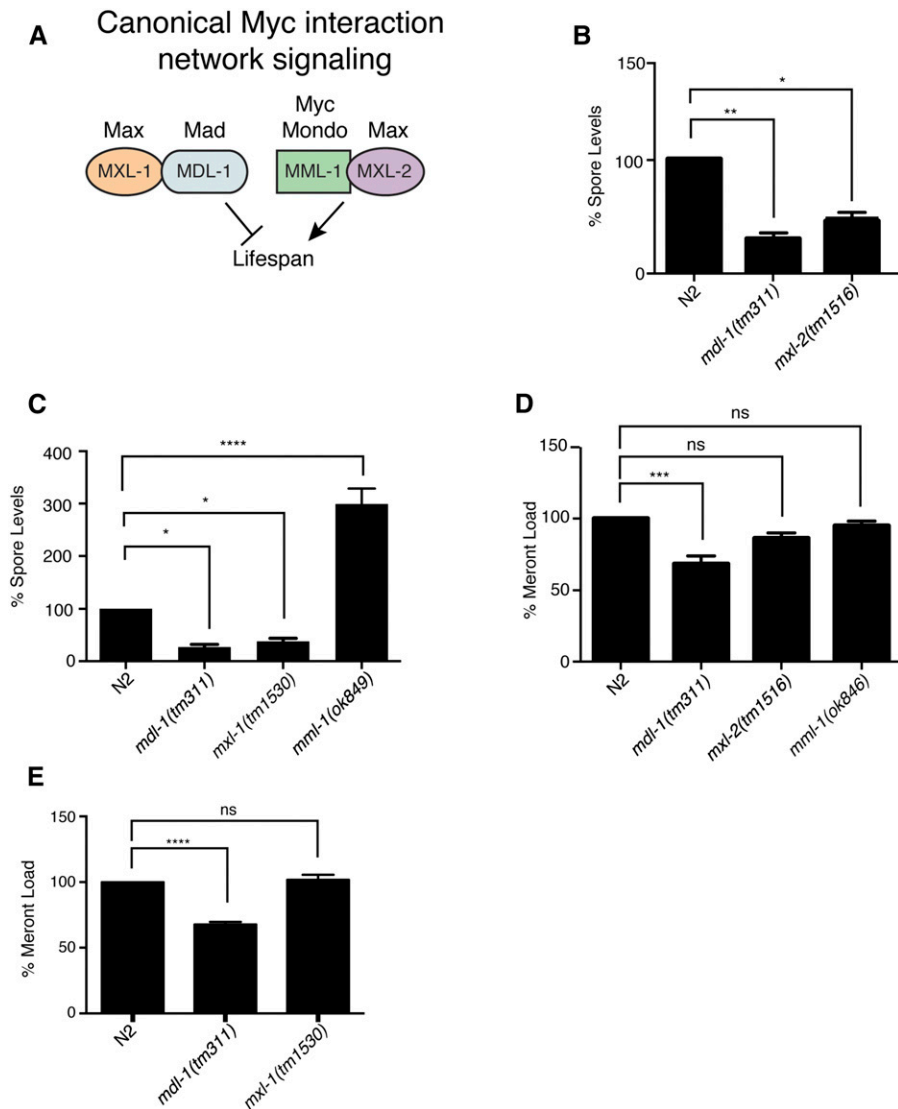 A
Canonical Myc interaction
network signaling
Max
Mad
Myc
Mondo
Max
MXL-1
MDL-1
MML-1
MXL-2
Lifespan
B
% Spore Levels
150
100
0
*
**
N2
mdl-1(tm311)
mxl-2(tm1516)
C
% Spore Levels
400
300
200
100
0
****
*
*
N2
mdl-1(tm311)
mxl-1(tm1530)
mml-1(ok849)
D
% Meront Load
150
100
50
0
ns
ns
***
N2
mdl-1(tm311)
mxl-2(tm1516)
mml-1(ok846)
E
% Meront Load
150
100
50
0
ns
****
N2
mdl-1(tm311)
mxl-1(tm1530)